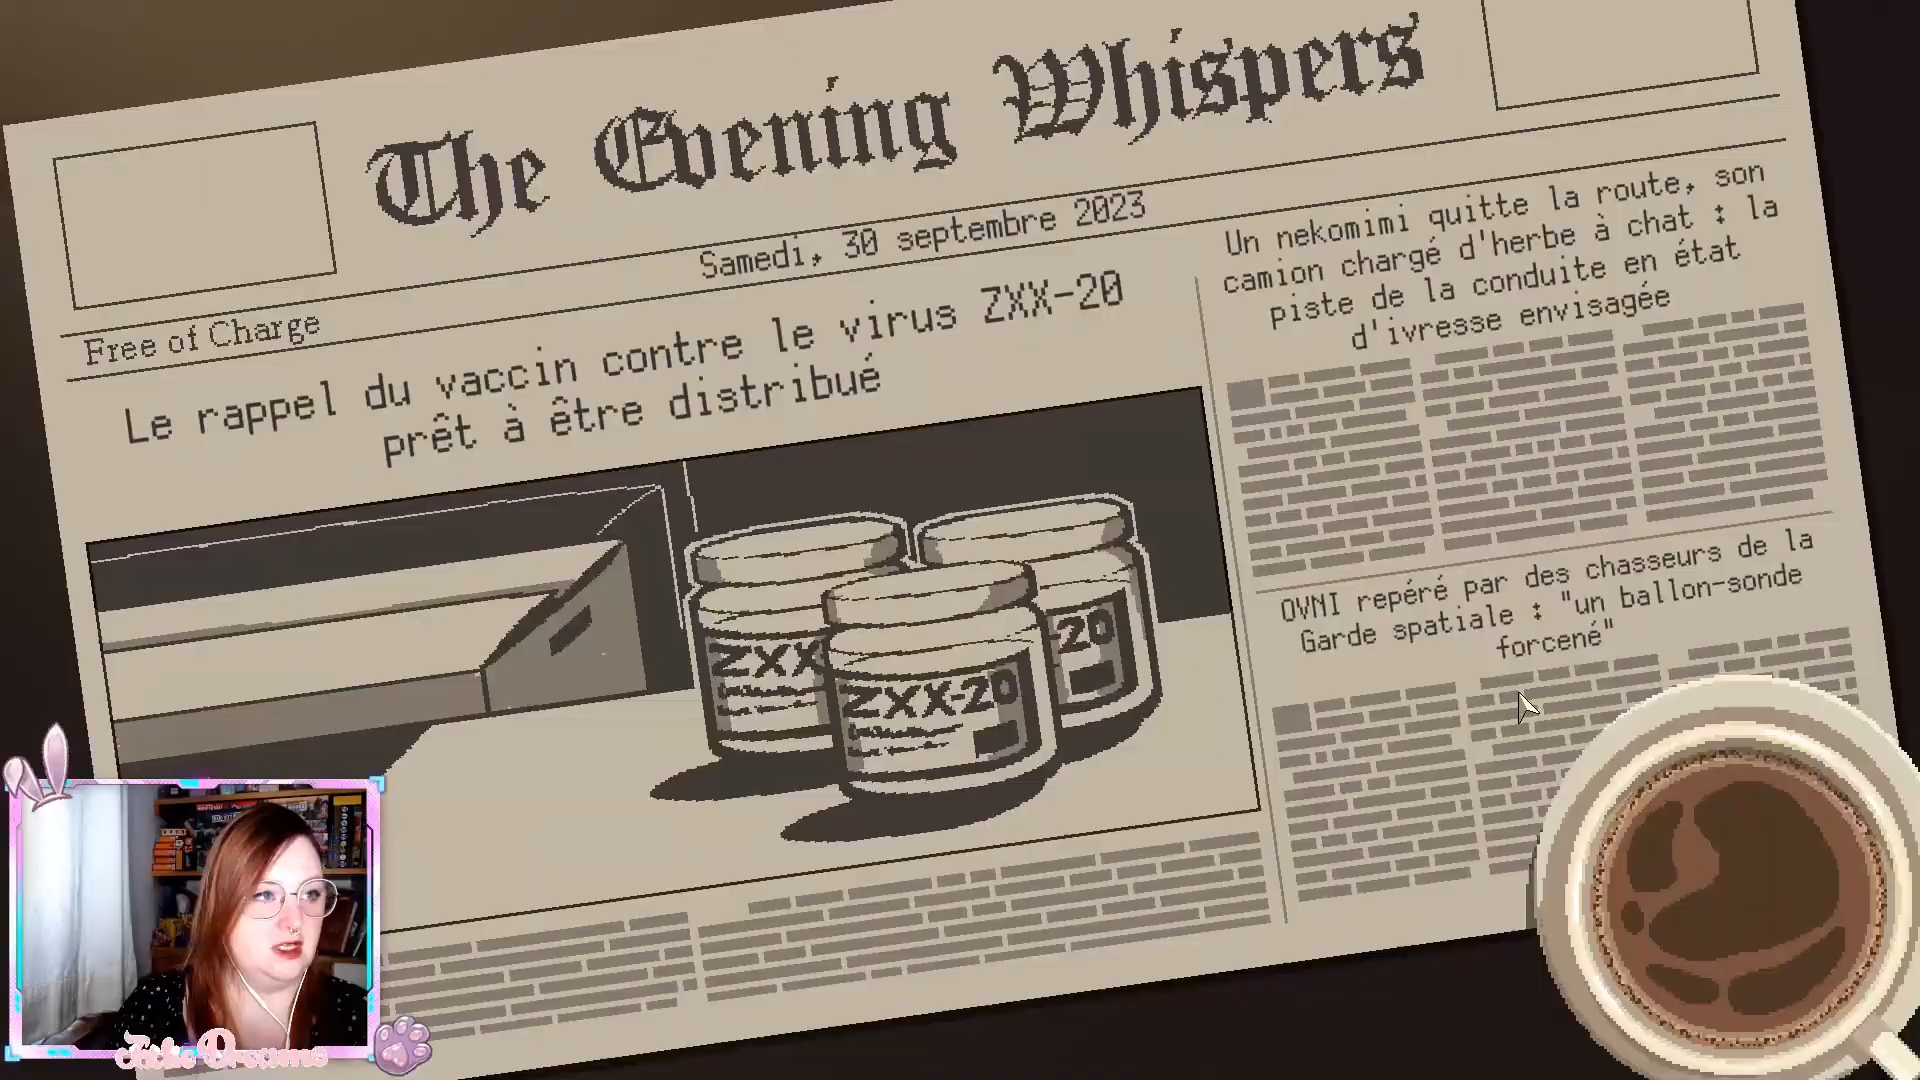 The Evening Whispers
Samedi, 30 septembre 2023
Free of Charge
Le rappel du vaccin contre le virus ZXX-20
prêt à être distribué
ZXX
ZXX-20
-20
Un nekomimi quitte la route, son
camion chargé d'herbe à chat : la
piste de la conduite en état
d'ivresse envisagée
OVNI repéré par des chasseurs de la
Garde spatiale : "un ballon-sonde
forcené"